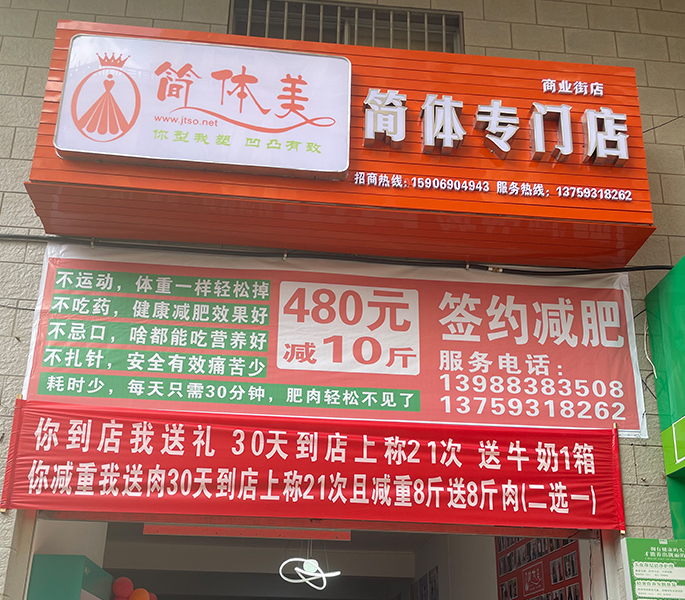 商业街店
简体美
简体专门店
www.jtso.net
你型我塑 凹凸有致
招商热线：15906904943 服务热线：13759318262
不运动，体重一样轻松掉
不吃药，健康减肥效果好
不忌口，啥都能吃营养好
不扎针，安全有效痛苦少
耗时少，每天只需30分钟，肥肉轻松不见了
480元
减10斤
签约减肥
服务电话：
13988383508
13759318262
你到店我送礼 30天到店上称21次 送牛奶1箱
你减重我送肉30天到店上称21次且减重8斤送8斤肉(二选一)